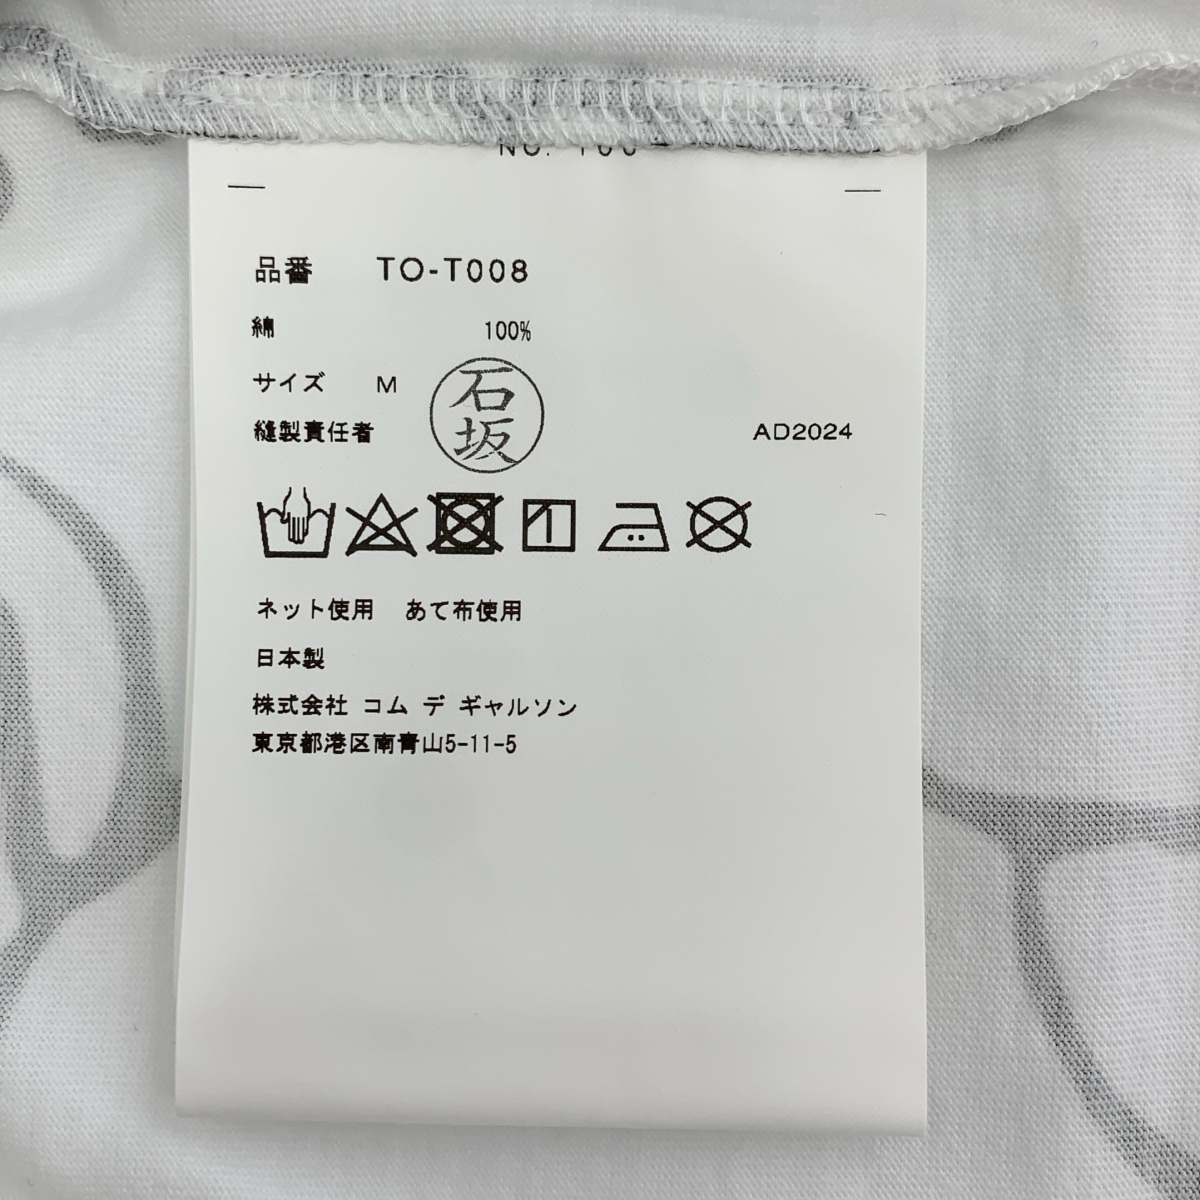 品番 TO-T008
綿 100%
サイズ M
石坂
縫製責任者
AD2024
ネット使用 あて布使用
日本製
株式会社 コム デ ギャルソン
東京都港区南青山5-11-5